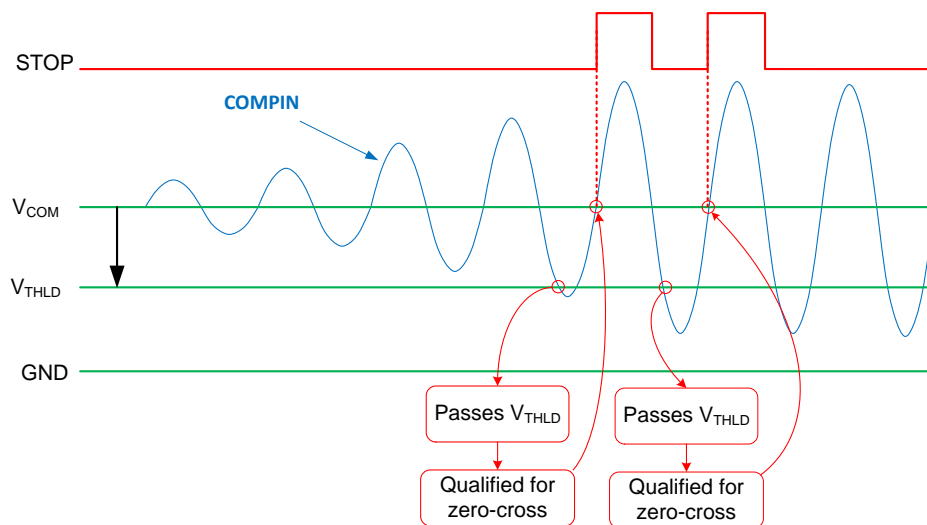 STOP
COMPIN
VCOM
VTHLD
GND
Passes VTHLD
Passes VTHLD
Qualified for
zero-cross
Qualified for
zero-cross